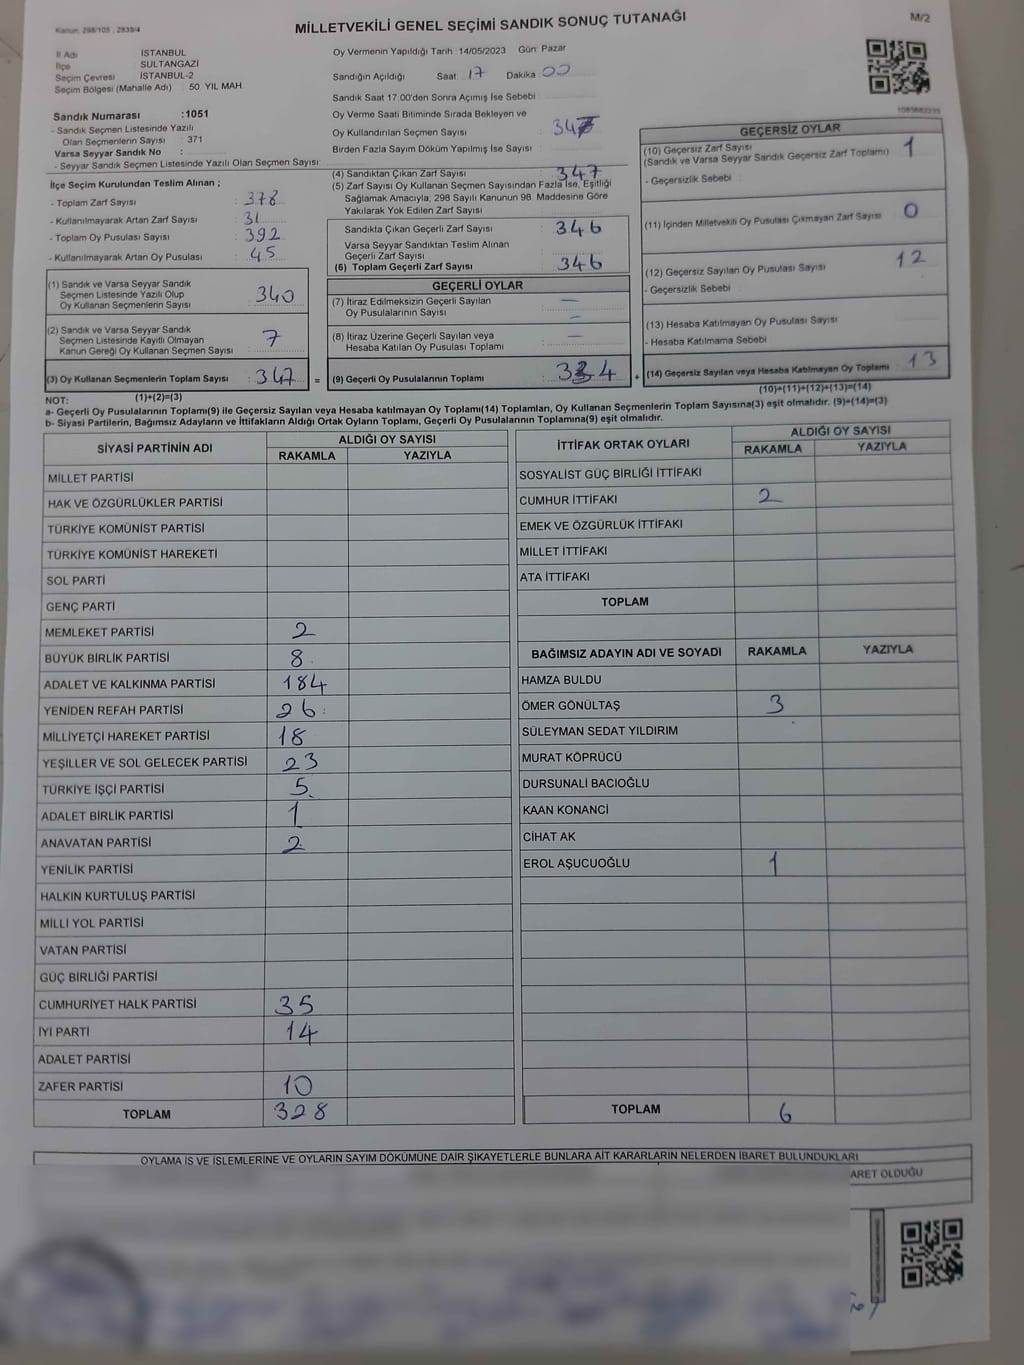 Kanun: 298/105 , 2839/4
MİLLETVEKİLİ GENEL SEÇİMİ SANDIK SONUÇ TUTANAĞI
M/2
İl Adı İSTANBUL
İlçe SULTANGAZİ
Seçim Çevresi İSTANBUL-2
Seçim Bölgesi (Mahalle Adı) : 50. YIL MAH.
Oy Vermenin Yapıldığı Tarih :14/05/2023 Gün: Pazar
Sandığın Açıldığı Saat: 17 Dakika: 00
Sandık Saat 17.00'den Sonra Açımış İse Sebebi :
Sandık Numarası :1051
- Sandık Seçmen Listesinde Yazılı
Olan Seçmenlerin Sayısı : 371
Varsa Seyyar Sandık No :
- Seyyar Sandık Seçmen Listesinde Yazılı Olan Seçmen Sayısı:
Oy Verme Saati Bitiminde Sırada Bekleyen ve
Oy Kullandırılan Seçmen Sayısı : 347
Birden Fazla Sayım Döküm Yapılmış İse Sayısı :
(4) Sandıktan Çıkan Zarf Sayısı : 347
(5) Zarf Sayısı Oy Kullanan Seçmen Sayısından Fazla İse, Eşitliği
Sağlamak Amacıyla; 298 Sayılı Kanunun 98. Maddesine Göre
Yakılarak Yok Edilen Zarf Sayısı :
İlçe Seçim Kurulundan Teslim Alınan ;
- Toplam Zarf Sayısı : 378
- Kullanılmayarak Artan Zarf Sayısı : 31
- Toplam Oy Pusulası Sayısı : 392
- Kullanılmayarak Artan Oy Pusulası : 45
Sandıkta Çıkan Geçerli Zarf Sayısı : 346
Varsa Seyyar Sandıktan Teslim Alınan
Geçerli Zarf Sayısı :
(6) Toplam Geçerli Zarf Sayısı : 346
(1) Sandık ve Varsa Seyyar Sandık
Seçmen Listesinde Yazılı Olup
Oy Kullanan Seçmenlerin Sayısı : 340
(2) Sandık ve Varsa Seyyar Sandık
Seçmen Listesinde Kayıtlı Olmayan
Kanun Gereği Oy Kullanan Seçmen Sayısı : 7
(3) Oy Kullanan Seçmenlerin Toplam Sayısı : 347 =
(1)+(2)=(3)
GEÇERLİ OYLAR
(7) İtiraz Edilmeksizin Geçerli Sayılan
Oy Pusulalarının Sayısı : —
(8) İtiraz Üzerine Geçerli Sayılan veya
Hesaba Katılan Oy Pusulası Toplamı : —
(9) Geçerli Oy Pusulalarının Toplamı : 334 +
GEÇERSİZ OYLAR
(10) Geçersiz Zarf Sayısı
(Sandık ve Varsa Seyyar Sandık Geçersiz Zarf Toplamı) : 1
- Geçersizlik Sebebi :
(11) İçinden Milletvekili Oy Pusulası Çıkmayan Zarf Sayısı : 0
(12) Geçersiz Sayılan Oy Pusulası Sayısı : 12
- Geçersizlik Sebebi :
(13) Hesaba Katılmayan Oy Pusulası Sayısı :
- Hesaba Katılmama Sebebi :
(14) Geçersiz Sayılan veya Hesaba Katılmayan Oy Toplamı : 13
(10)+(11)+(12)+(13)=(14)
NOT:
a- Geçerli Oy Pusulalarının Toplamı(9) ile Geçersiz Sayılan veya Hesaba katılmayan Oy Toplamı(14) Toplamları, Oy Kullanan Seçmenlerin Toplam Sayısına(3) eşit olmalıdır. (9)+(14)=(3)
b- Siyasi Partilerin, Bağımsız Adayların ve İttifakların Aldığı Ortak Oyların Toplamı, Geçerli Oy Pusulalarının Toplamına(9) eşit olmalıdır.
SİYASİ PARTİNİN ADI
ALDIĞI OY SAYISI
RAKAMLA YAZIYLA
MİLLET PARTİSİ
HAK VE ÖZGÜRLÜKLER PARTİSİ
TÜRKİYE KOMÜNİST PARTİSİ
TÜRKİYE KOMÜNİST HAREKETİ
SOL PARTİ
GENÇ PARTİ
MEMLEKET PARTİSİ 2
BÜYÜK BİRLİK PARTİSİ 8
ADALET VE KALKINMA PARTİSİ 184
YENİDEN REFAH PARTİSİ 26
MİLLİYETÇİ HAREKET PARTİSİ 18
YEŞİLLER VE SOL GELECEK PARTİSİ 23
TÜRKİYE İŞÇİ PARTİSİ 5
ADALET BİRLİK PARTİSİ 1
ANAVATAN PARTİSİ 2
YENİLİK PARTİSİ
HALKIN KURTULUŞ PARTİSİ
MİLLİ YOL PARTİSİ
VATAN PARTİSİ
GÜÇ BİRLİĞİ PARTİSİ
CUMHURİYET HALK PARTİSİ 35
İYİ PARTİ 14
ADALET PARTİSİ
ZAFER PARTİSİ 10
TOPLAM 328
İTTİFAK ORTAK OYLARI
ALDIĞI OY SAYISI
RAKAMLA YAZIYLA
SOSYALİST GÜÇ BİRLİĞİ İTTİFAKI
CUMHUR İTTİFAKI 2
EMEK VE ÖZGÜRLÜK İTTİFAKI
MİLLET İTTİFAKI
ATA İTTİFAKI
TOPLAM
BAĞIMSIZ ADAYIN ADI VE SOYADI RAKAMLA YAZIYLA
HAMZA BULDU
ÖMER GÖNÜLTAŞ 3
SÜLEYMAN SEDAT YILDIRIM
MURAT KÖPRÜCÜ
DURSUNALİ BACIOĞLU
KAAN KONANCİ
CİHAT AK
EROL AŞUCUOĞLU 1
TOPLAM 6
OYLAMA İŞ VE İŞLEMLERİNE VE OYLARIN SAYIM DÖKÜMÜNE DAİR ŞİKAYETLERLE BUNLARA AİT KARARLARIN NELERDEN İBARET BULUNDUKLARI
ARET OLDUĞU